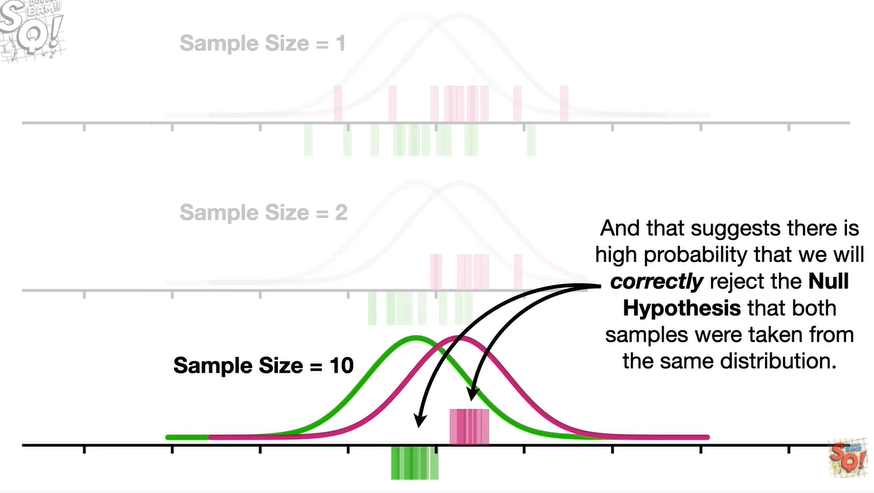 Sample Size = 1
Sample Size = 2
And that suggests there is
high probability that we will
correctly reject the Null
Hypothesis that both
samples were taken from
the same distribution.
Sample Size = 10
SQ!